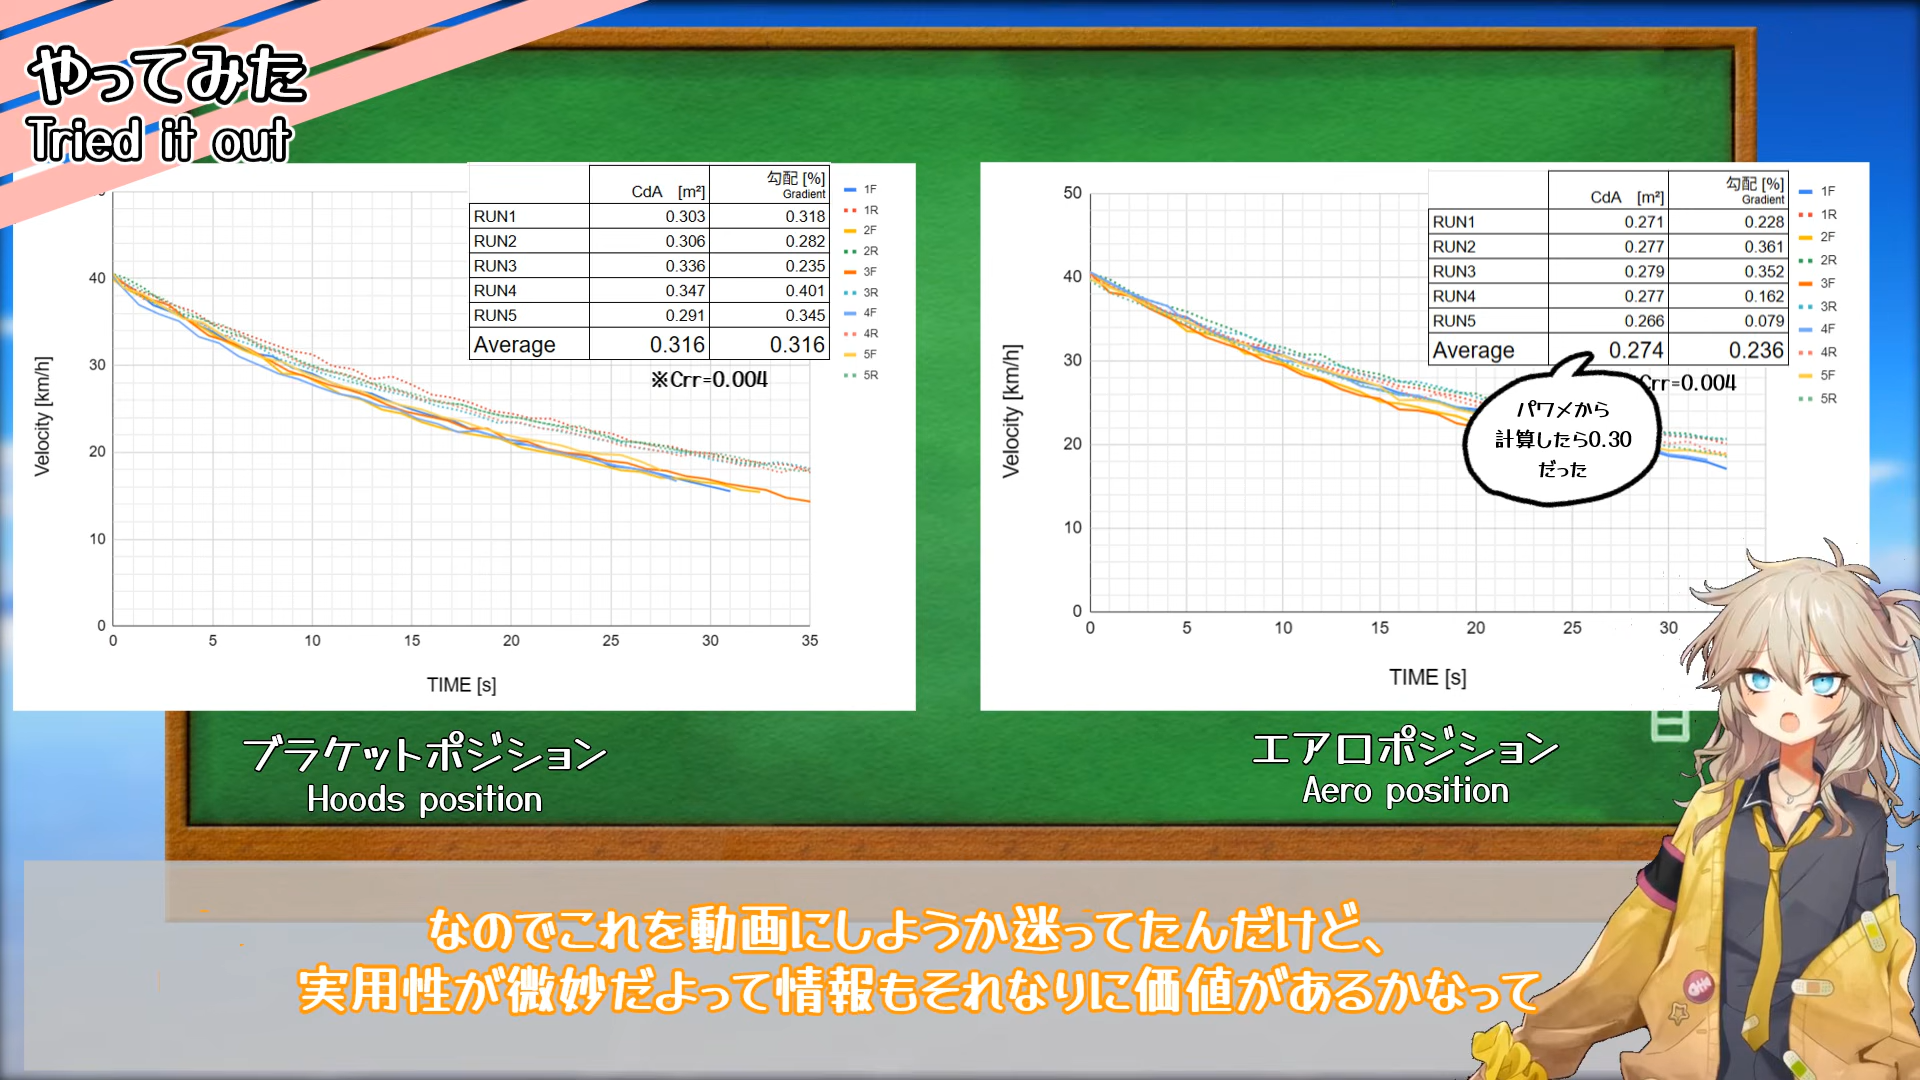 やってみた
Tried it out
CdA [m²]
勾配 [%]
Gradient
RUN1 0.303 0.318
RUN2 0.306 0.282
RUN3 0.336 0.235
RUN4 0.347 0.401
RUN5 0.291 0.345
Average 0.316 0.316
※Crr=0.004
1F
1R
2F
2R
3F
3R
4F
4R
5F
5R
40
30
20
10
0
Velocity [km/h]
0 5 10 15 20 25 30 35
TIME [s]
ブラケットポジション
Hoods position
CdA [m²]
勾配 [%]
Gradient
RUN1 0.271 0.228
RUN2 0.277 0.361
RUN3 0.279 0.352
RUN4 0.277 0.162
RUN5 0.266 0.079
Average 0.274 0.236
Crr=0.004
パワメから
計算したら0.30
だった
1F
1R
2F
2R
3F
3R
4F
4R
5F
5R
50
40
30
20
10
0
Velocity [km/h]
0 5 10 15 20 25 30
TIME [s]
エアロポジション
Aero position
日
なのでこれを動画にしようか迷ってたんだけど、
実用性が微妙だよって情報もそれなりに価値があるかなって